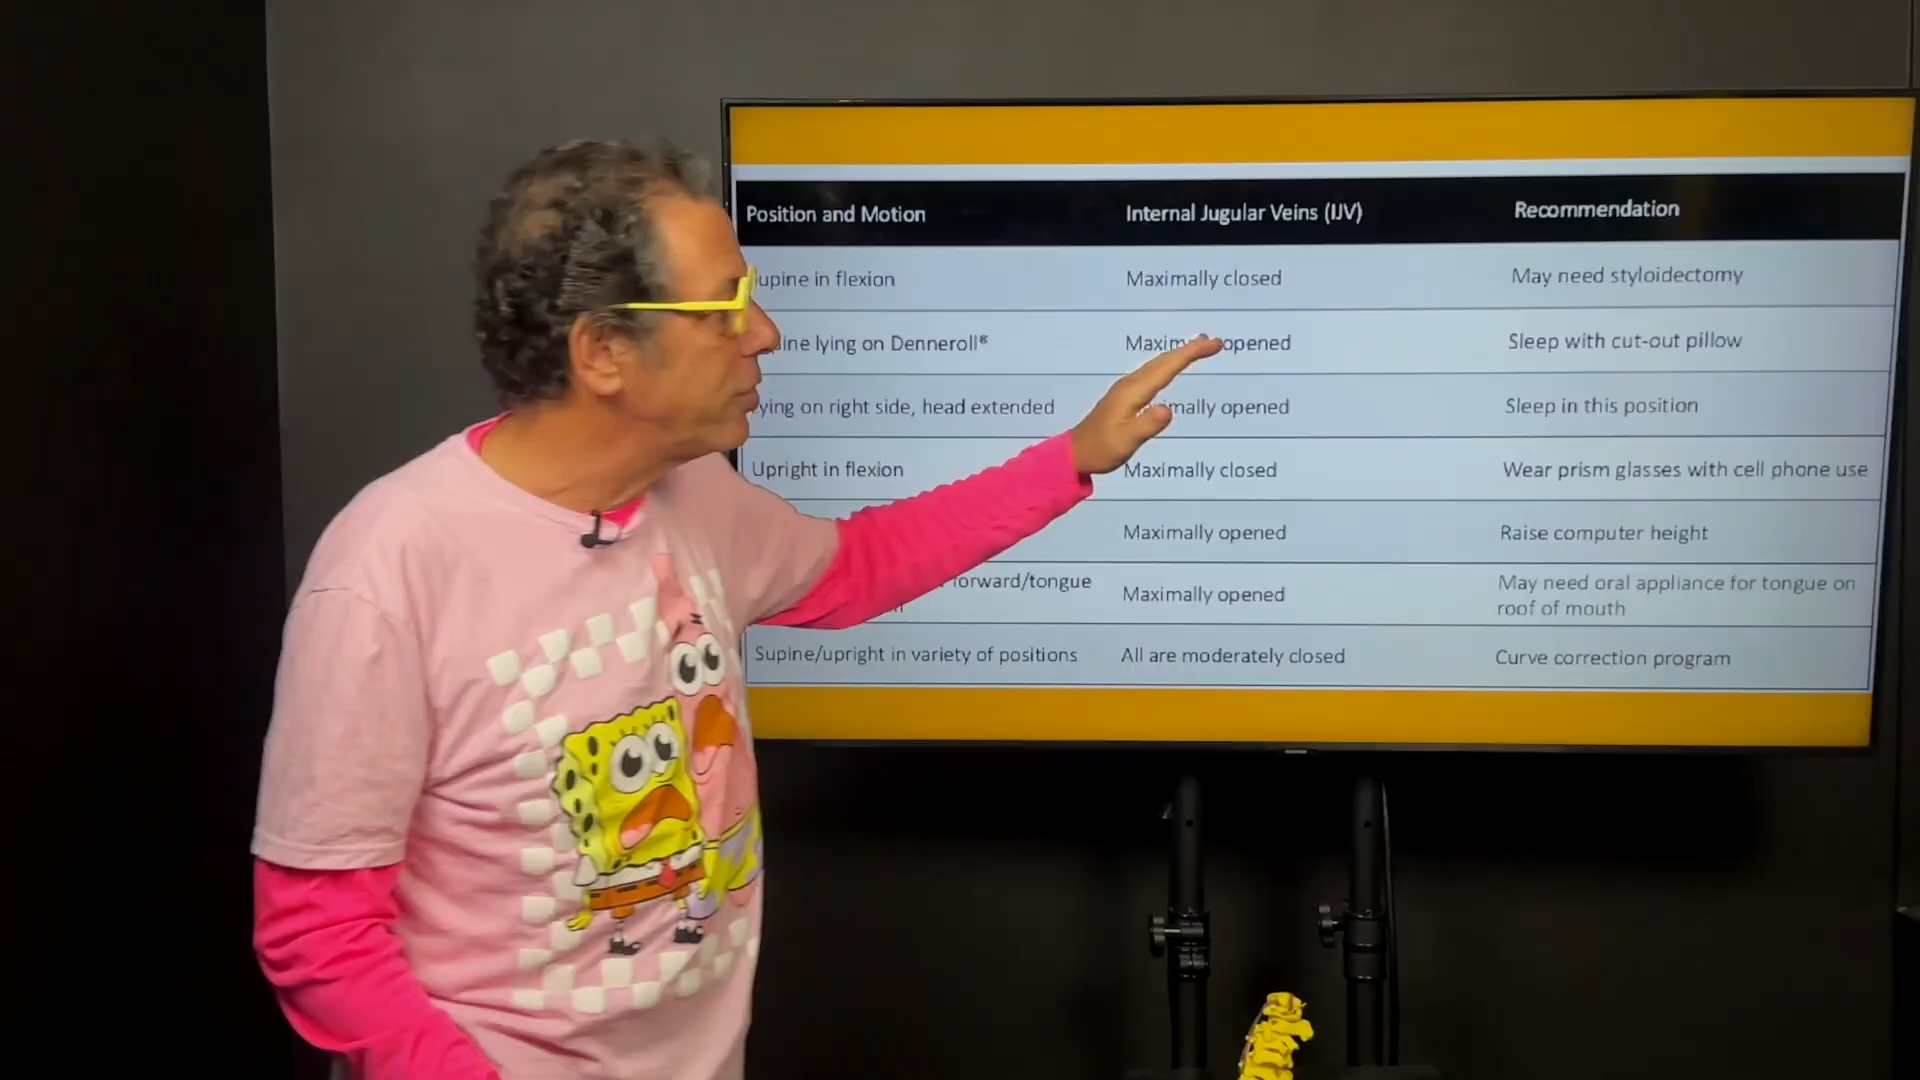 Position and Motion Internal Jugular Veins (IJV) Recommendation
upine in flexion Maximally closed May need styloidectomy
ine lying on Denneroll® Maxim opened Sleep with cut-out pillow
ying on right side, head extended mally opened Sleep in this position
Upright in flexion Maximally closed Wear prism glasses with cell phone use
Maximally opened Raise computer height
forward/tongue Maximally opened May need oral appliance for tongue on
roof of mouth
Supine/upright in variety of positions All are moderately closed Curve correction program